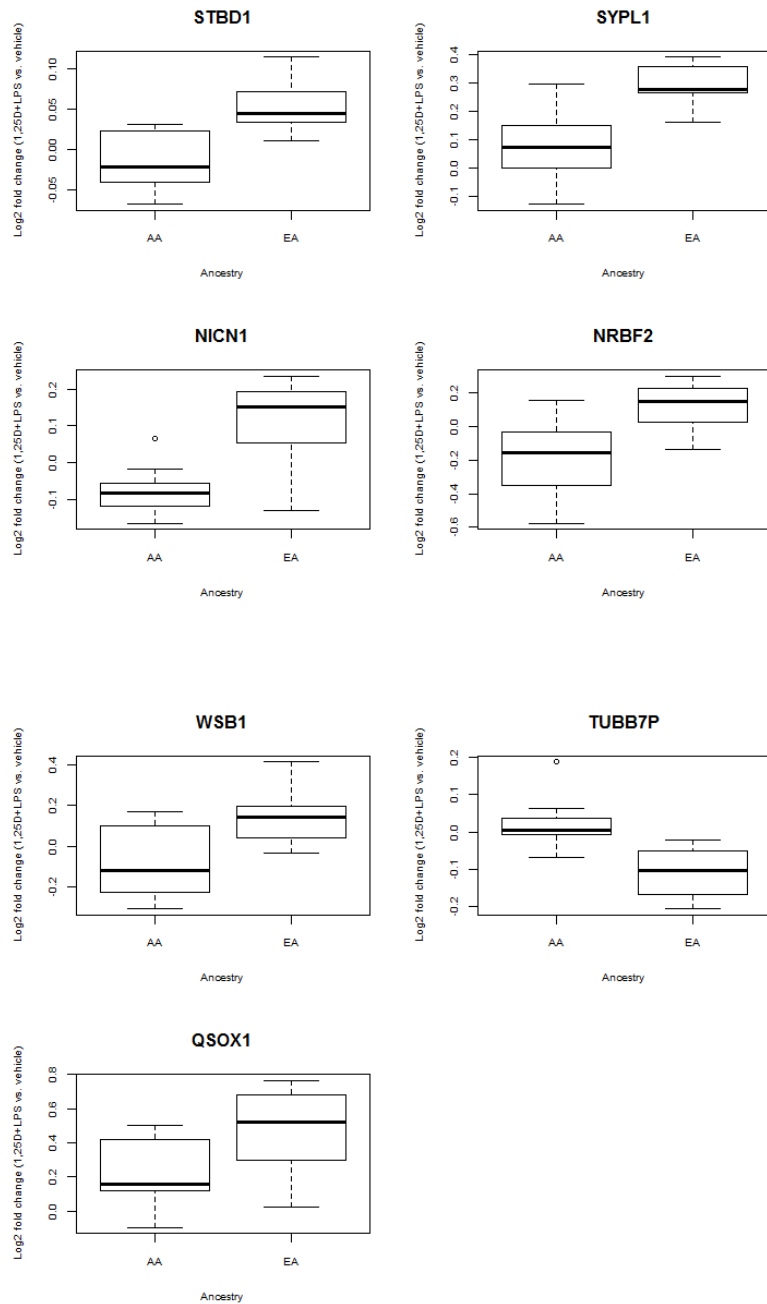 STBD1
Log2 fold change (1,25D+LPS vs. vehicle)
0.10
0.05
0.00
-0.05
AA
EA
Ancestry
SYPL1
Log2 fold change (1,25D+LPS vs. vehicle)
0.4
0.3
0.2
0.1
0.0
-0.1
AA
EA
Ancestry
NICN1
Log2 fold change (1,25D+LPS vs. vehicle)
0.2
0.1
0.0
-0.1
AA
EA
Ancestry
NRBF2
Log2 fold change (1,25D+LPS vs. vehicle)
0.2
0.0
-0.2
-0.4
-0.6
AA
EA
Ancestry
WSB1
Log2 fold change (1,25D+LPS vs. vehicle)
0.4
0.2
0.0
-0.2
AA
EA
Ancestry
TUBB7P
Log2 fold change (1,25D+LPS vs. vehicle)
0.2
0.1
0.0
-0.1
-0.2
AA
EA
Ancestry
QSOX1
Log2 fold change (1,25D+LPS vs. vehicle)
0.8
0.6
0.4
0.2
0.0
AA
EA
Ancestry